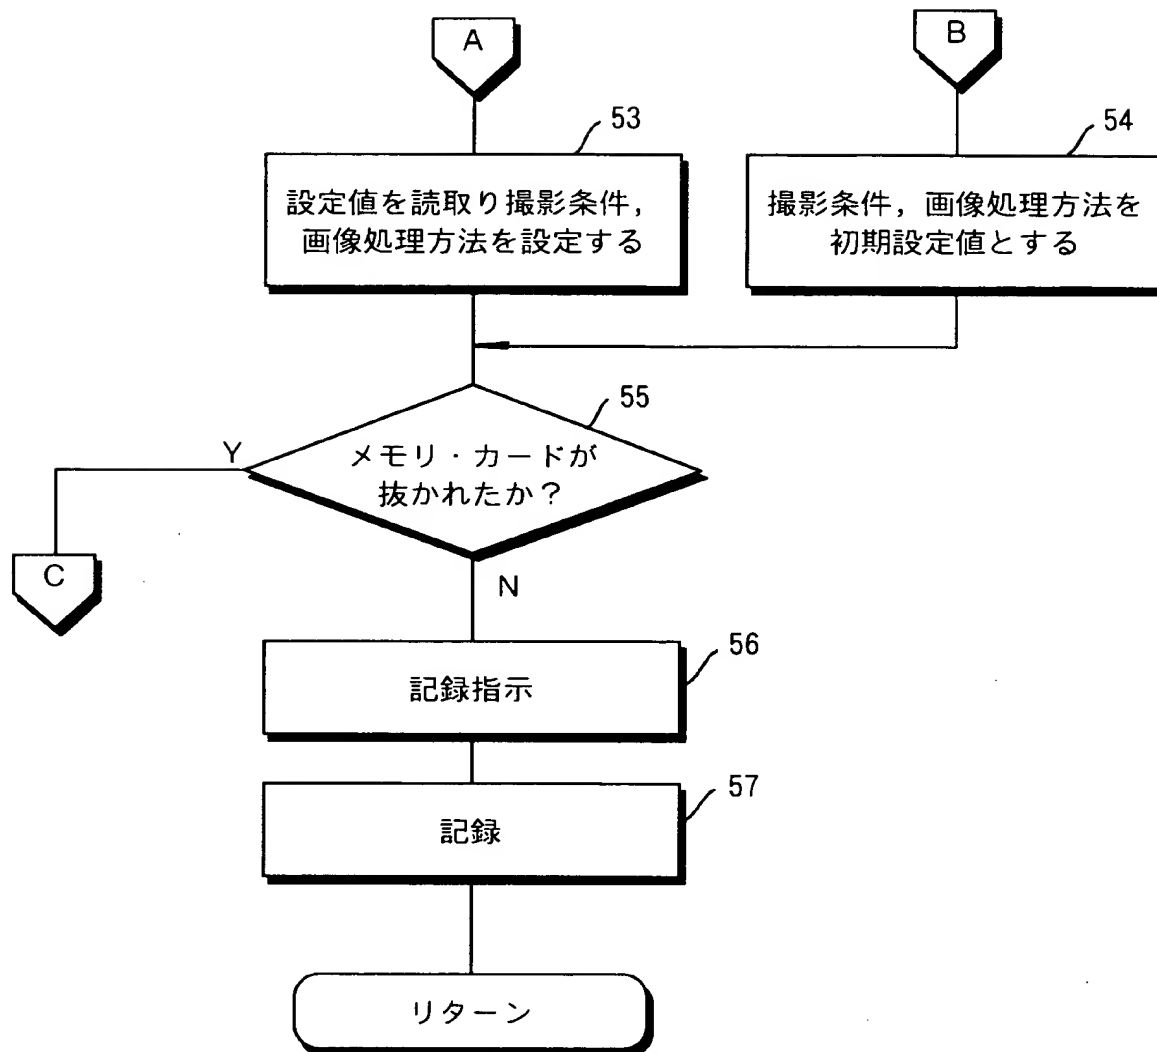 A
B
53
設定値を読取り撮影条件,
画像処理方法を設定する
54
撮影条件，画像処理方法を
初期設定値とする
55
メモリ・カードが
抜かれたか？
Y
C
N
56
記録指示
57
記録
リターン